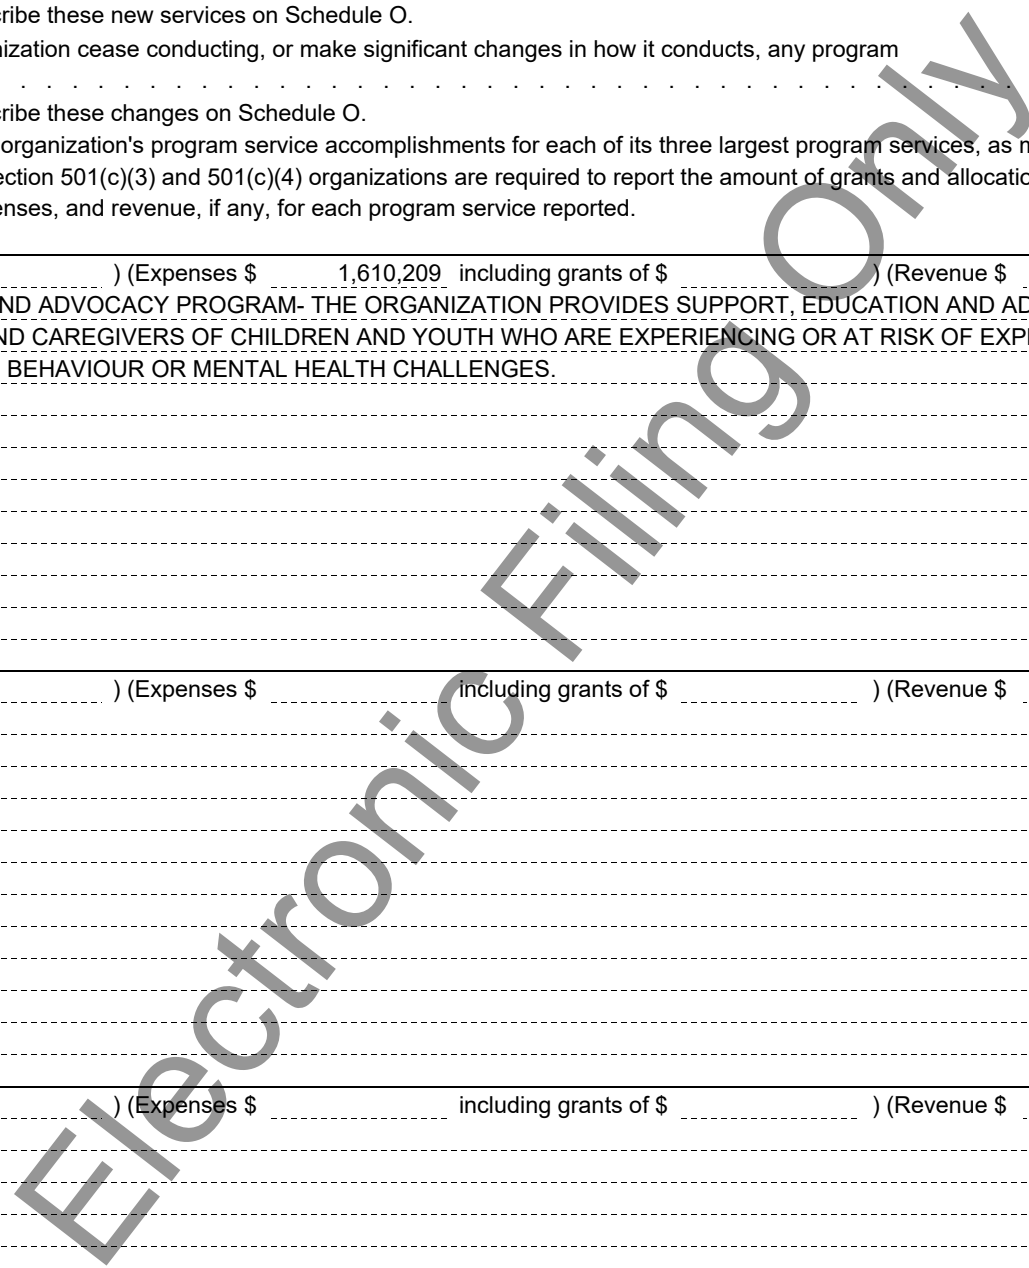 cribe these new services on Schedule O.
nization cease conducting, or make significant changes in how it conducts, any program
. . . . . . . . . . . . . . . . . . . . . . . . . . . . . . . . . . . . . . .
cribe these changes on Schedule O.
organization's program service accomplishments for each of its three largest program services, as m
ection 501(c)(3) and 501(c)(4) organizations are required to report the amount of grants and allocatio
enses, and revenue, if any, for each program service reported.
) (Expenses $ 1,610,209 including grants of $ ) (Revenue $
ND ADVOCACY PROGRAM- THE ORGANIZATION PROVIDES SUPPORT, EDUCATION AND AD
ND CAREGIVERS OF CHILDREN AND YOUTH WHO ARE EXPERIENCING OR AT RISK OF EXPE
BEHAVIOUR OR MENTAL HEALTH CHALLENGES.
) (Expenses $ including grants of $ ) (Revenue $
) (Expenses $ including grants of $ ) (Revenue $
Electronic Filing Only